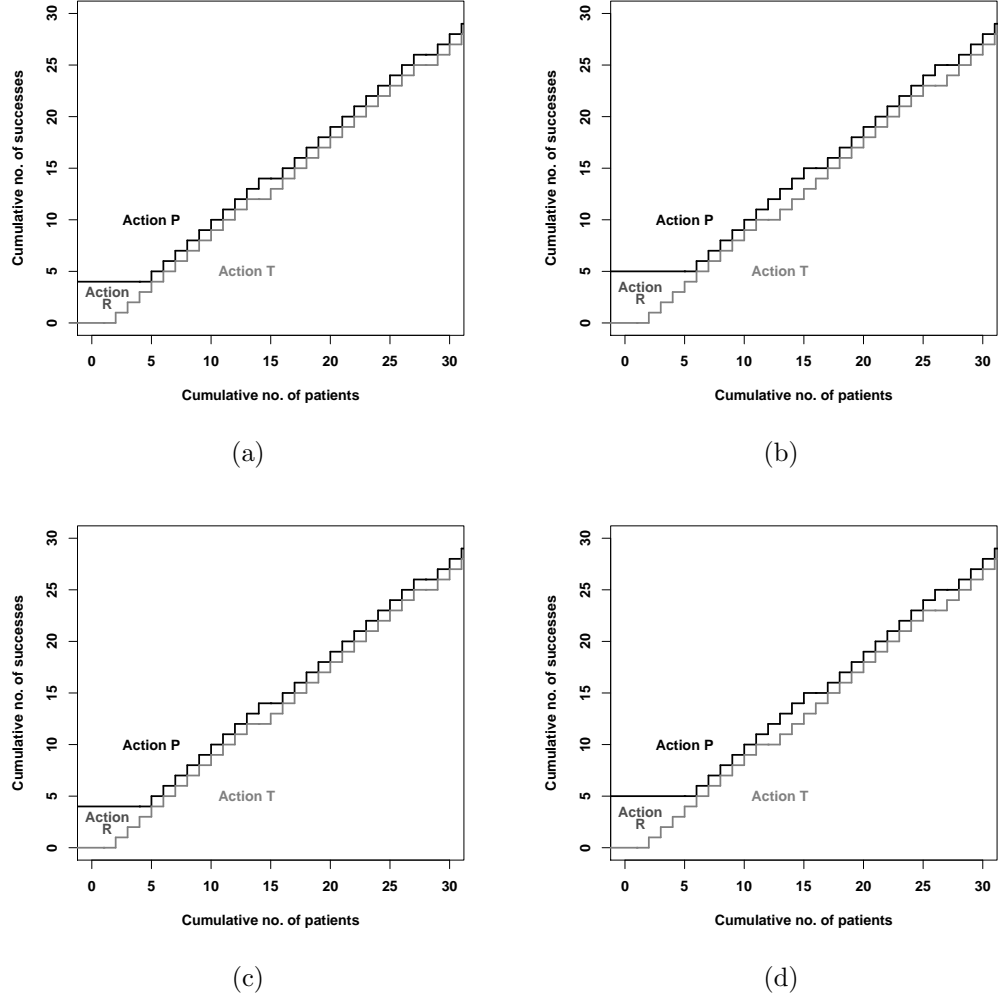 30
25
20
15
10
5
0
Cumulative no. of successes
Action P
Action T
Action
R
0 5 10 15 20 25 30
Cumulative no. of patients
(a)
30
25
20
15
10
5
0
Cumulative no. of successes
Action P
Action T
Action
R
0 5 10 15 20 25 30
Cumulative no. of patients
(b)
30
25
20
15
10
5
0
Cumulative no. of successes
Action P
Action T
Action
R
0 5 10 15 20 25 30
Cumulative no. of patients
(c)
30
25
20
15
10
5
0
Cumulative no. of successes
Action P
Action T
Action
R
0 5 10 15 20 25 30
Cumulative no. of patients
(d)